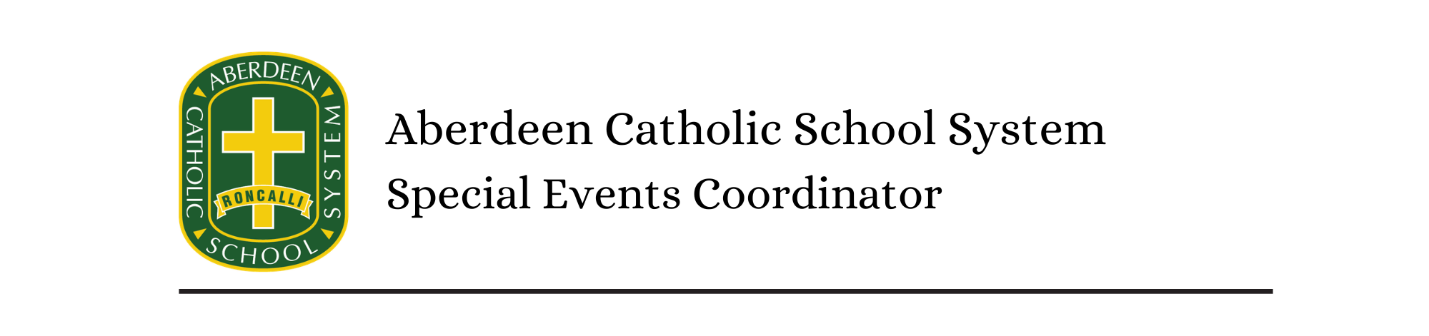 ABERDEEN
CATHOLIC
SYSTEM
RONCALLI
SCHOOL
Aberdeen Catholic School System
Special Events Coordinator